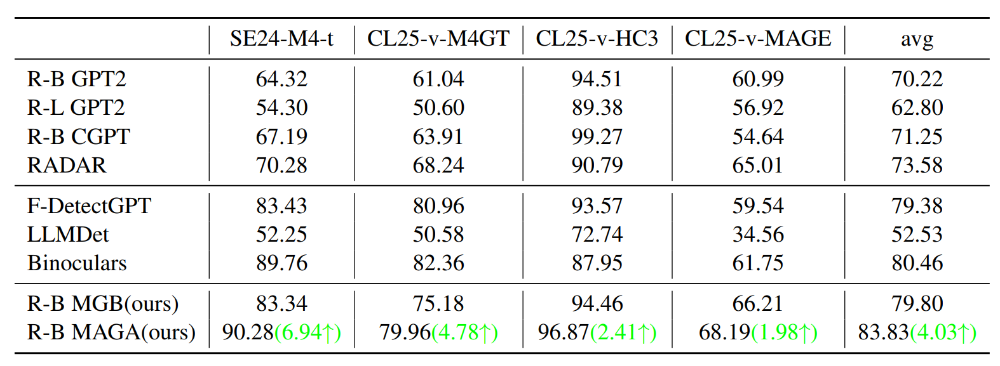 SE24-M4-t CL25-v-M4GT CL25-v-HC3 CL25-v-MAGE avg
R-B GPT2 64.32 61.04 94.51 60.99 70.22
R-L GPT2 54.30 50.60 89.38 56.92 62.80
R-B CGPT 67.19 63.91 99.27 54.64 71.25
RADAR 70.28 68.24 90.79 65.01 73.58
F-DetectGPT 83.43 80.96 93.57 59.54 79.38
LLMDet 52.25 50.58 72.74 34.56 52.53
Binoculars 89.76 82.36 87.95 61.75 80.46
R-B MGB(ours) 83.34 75.18 94.46 66.21 79.80
R-B MAGA(ours) 90.28(6.94↑) 79.96(4.78↑) 96.87(2.41↑) 68.19(1.98↑) 83.83(4.03↑)